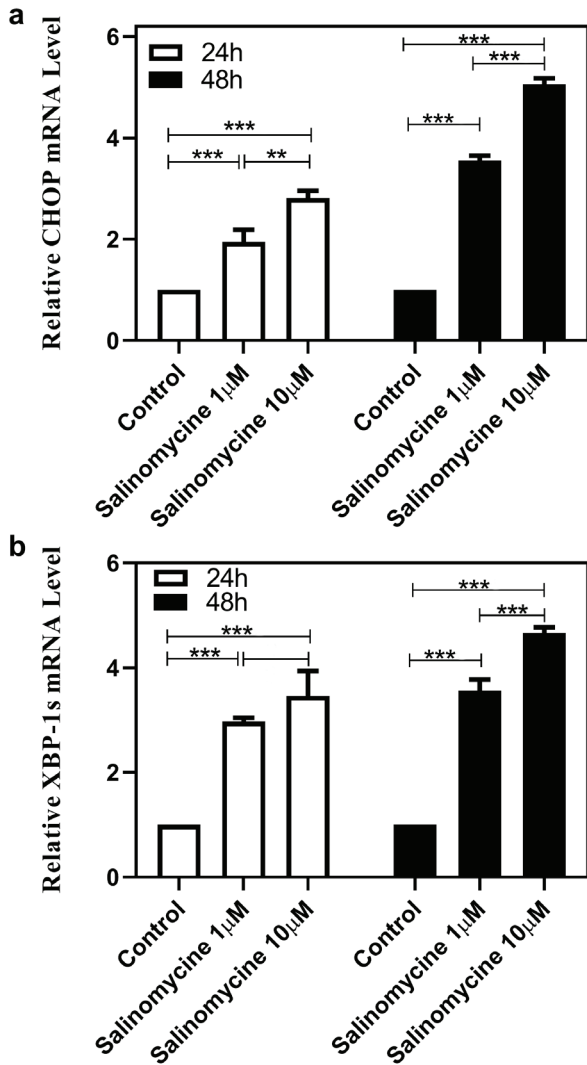 a
Relative CHOP mRNA Level
6
4
2
0
24h
48h
***
***
**
***
***
***
Control
Salinomycine 1μM
Salinomycine 10μM
Control
Salinomycine 1μM
Salinomycine 10μM
b
Relative XBP-1s mRNA Level
6
4
2
0
24h
48h
***
***
***
***
***
Control
Salinomycine 1μM
Salinomycine 10μM
Control
Salinomycine 1μM
Salinomycine 10μM